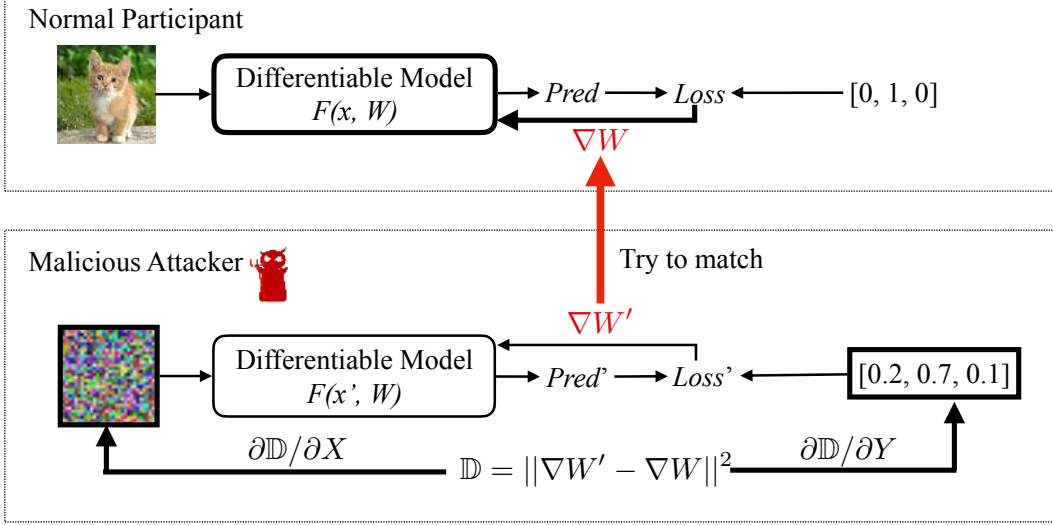 Normal Participant
Differentiable Model
F(x, W)
Pred
Loss
[0, 1, 0]
∇W
Try to match
Malicious Attacker
∇W′
Differentiable Model
F(x’, W)
Pred’
Loss’
[0.2, 0.7, 0.1]
∂𝔻/∂X
𝔻 = ||∇W′ − ∇W||²
∂𝔻/∂Y